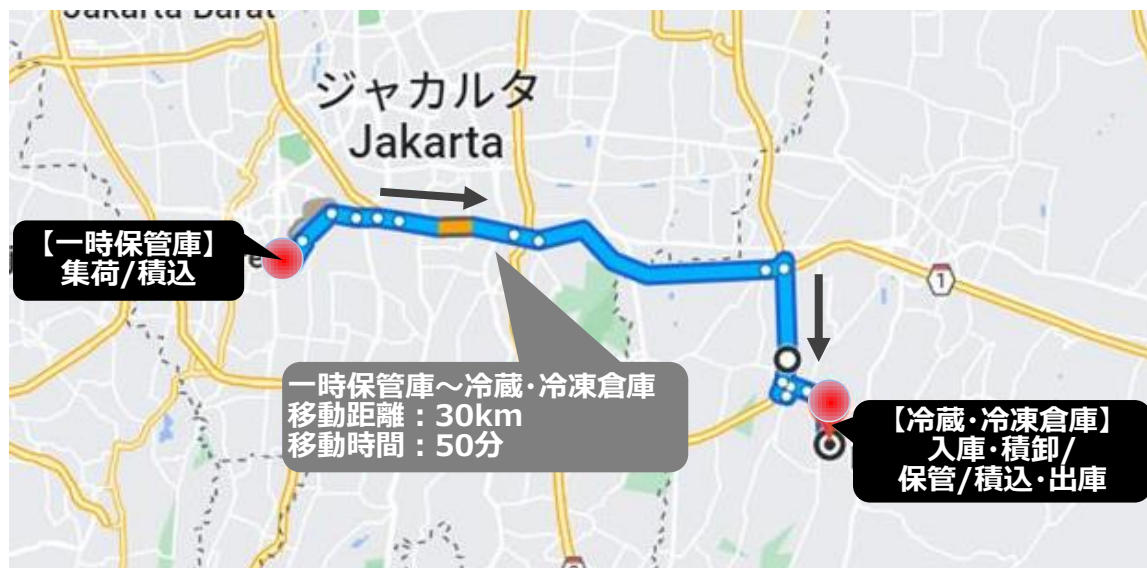 Jakarta Barat
ジャカルタ
Jakarta
【一時保管庫】
集荷/積込
1
一時保管庫～冷蔵･冷凍倉庫
移動距離：30km
移動時間：50分
【冷蔵･冷凍倉庫】
入庫･積卸/
保管/積込･出庫